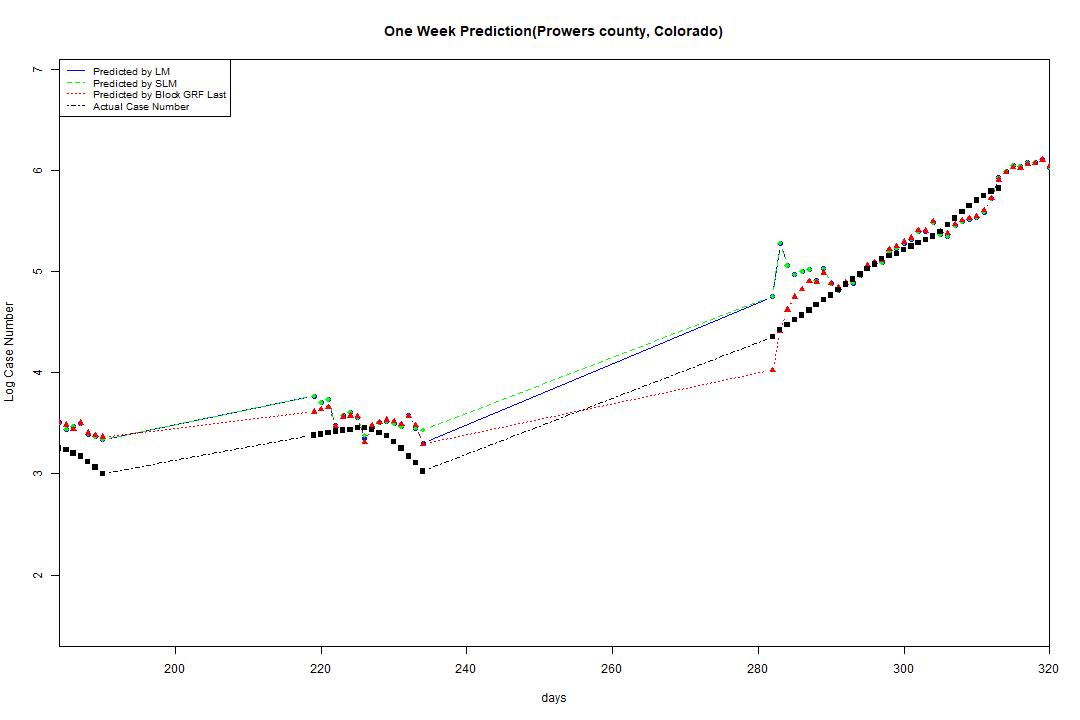 One Week Prediction(Prowers county, Colorado)
Predicted by LM
Predicted by SLM
Predicted by Block GRF Last
Actual Case Number
7
6
5
4
3
2
Log Case Number
200 220 240 260 280 300 320
days